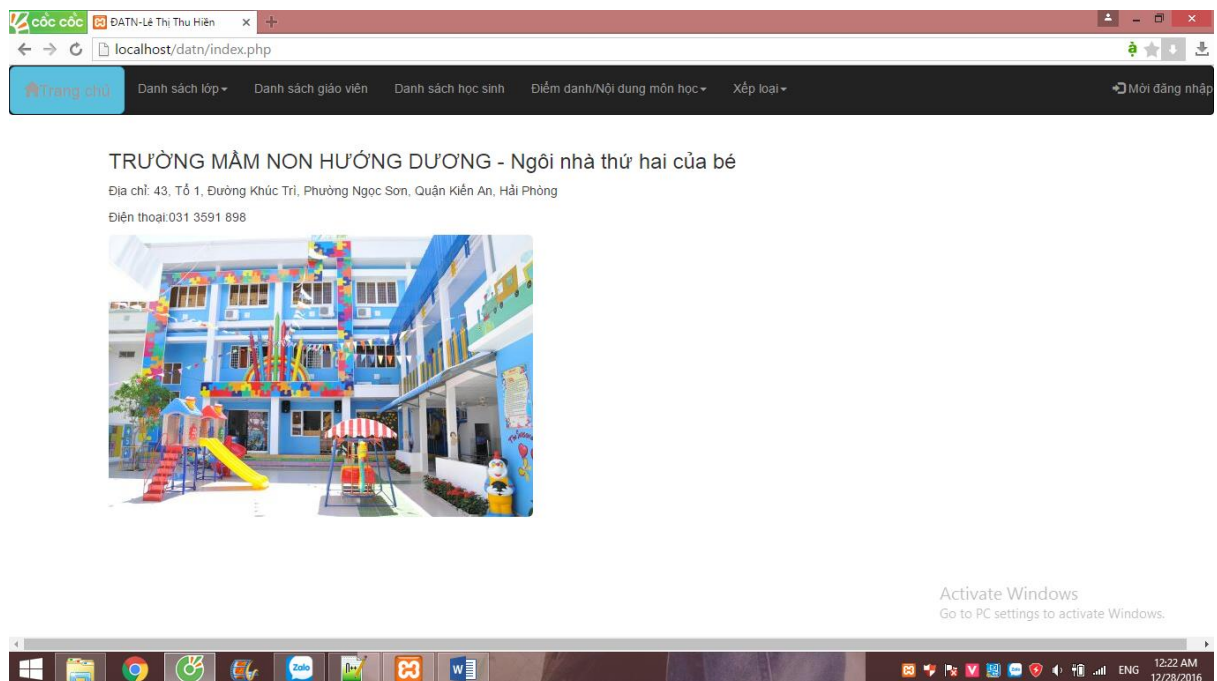 cốc cốc ĐATN-Lê Thị Thu Hiền
localhost/datn/index.php
Trang chủ Danh sách lớp Danh sách giáo viên Danh sách học sinh Điểm danh/Nội dung môn học Xếp loại Mời đăng nhập
TRƯỜNG MẦM NON HƯỚNG DƯƠNG - Ngôi nhà thứ hai của bé
Địa chỉ: 43, Tổ 1, Đường Khúc Trì, Phường Ngọc Sơn, Quận Kiến An, Hải Phòng
Điện thoại:031 3591 898
Activate Windows
Go to PC settings to activate Windows.
Zalo
ENG 12:22 AM
12/28/2016